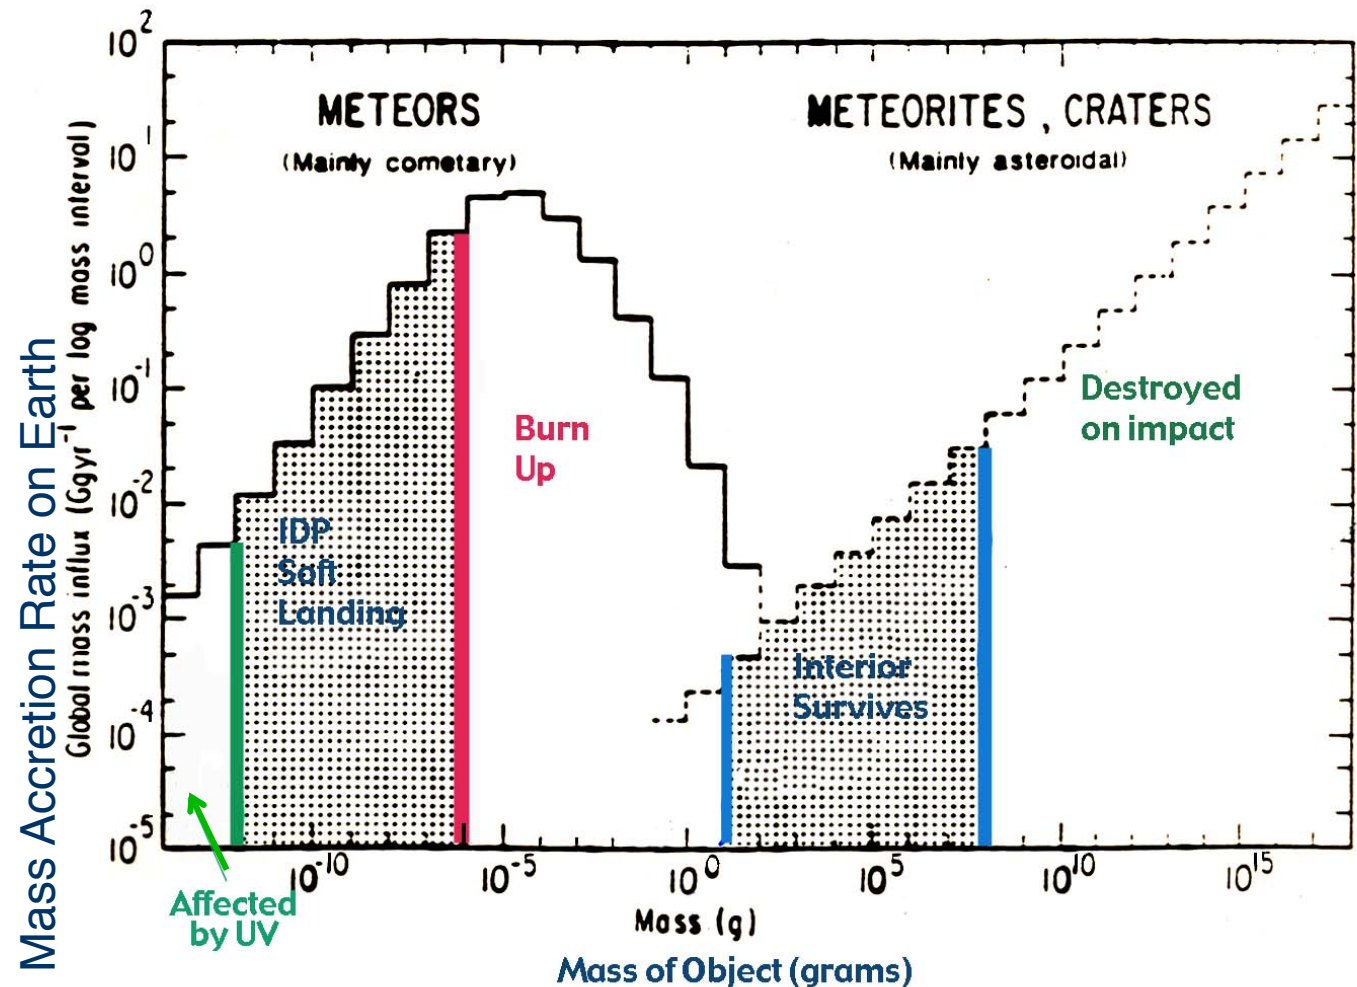 10²
METEORS
(Mainly cometary)
METEORITES, CRATERS
(Mainly asteroidal)
10¹
10⁰
10⁻¹
10⁻²
10⁻³
10⁻⁴
10⁻⁵
Mass Accretion Rate on Earth
Global mass influx (Ggyr⁻¹ per log mass interval)
Burn
Up
Destroyed
on impact
IDP
Soft
Landing
Interior
Survives
10⁻¹⁰
10⁻⁵
10⁰
10⁵
10¹⁰
10¹⁵
Affected
by UV
Mass (g)
Mass of Object (grams)